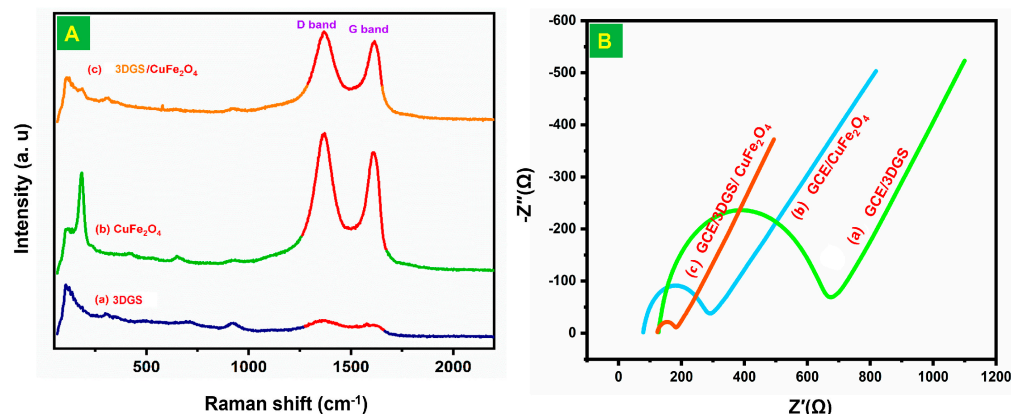 A
D band
G band
(c) 3DGS/CuFe₂O₄
(b) CuFe₂O₄
(a) 3DGS
Intensity (a. u)
500
1000
1500
2000
Raman shift (cm⁻¹)
B
-600
-500
-400
-300
-200
-100
0
-Z″(Ω)
(c) GCE/3DGS/ CuFe₂O₄
(b) GCE/CuFe₂O₄
(a) GCE/3DGS
0
200
400
600
800
1000
1200
Z′(Ω)